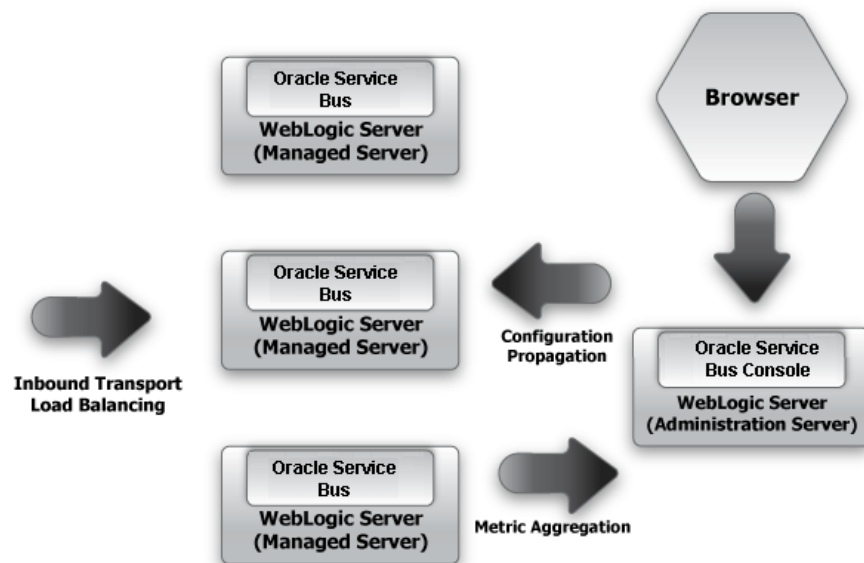 Oracle Service
Bus
WebLogic Server
(Managed Server)
Browser
Oracle Service
Bus
WebLogic Server
(Managed Server)
Inbound Transport
Load Balancing
Configuration
Propagation
Oracle Service
Bus Console
WebLogic Server
(Administration Server)
Oracle Service
Bus
WebLogic Server
(Managed Server)
Metric Aggregation